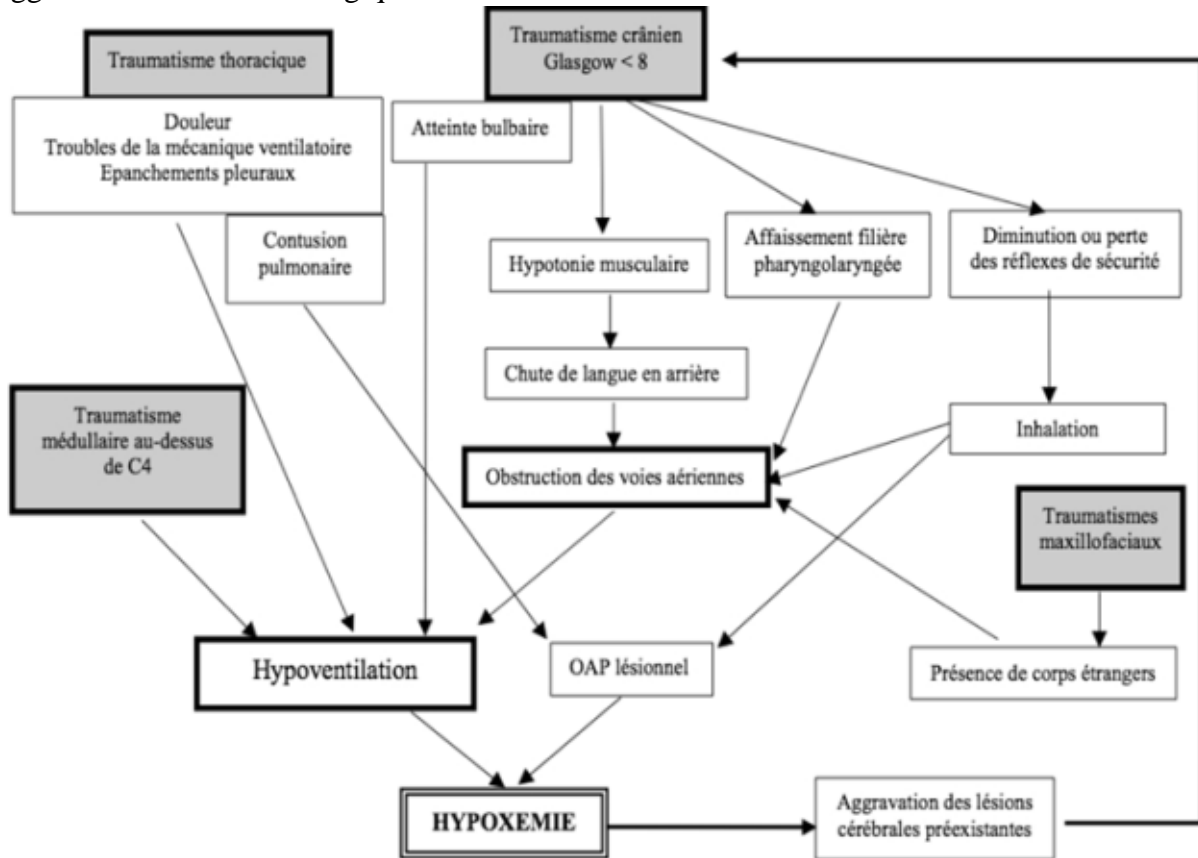 Traumatisme crânien
Glasgow < 8
Traumatisme thoracique
Douleur
Troubles de la mécanique ventilatoire
Epanchements pleuraux
Atteinte bulbaire
Contusion
pulmonaire
Hypotonie musculaire
Affaissement filière
pharyngolaryngée
Diminution ou perte
des réflexes de sécurité
Chute de langue en arrière
Traumatisme
médullaire au-dessus
de C4
Inhalation
Obstruction des voies aériennes
Traumatismes
maxillofaciaux
Hypoventilation
OAP lésionnel
Présence de corps étrangers
HYPOXEMIE
Aggravation des lésions
cérébrales préexistantes